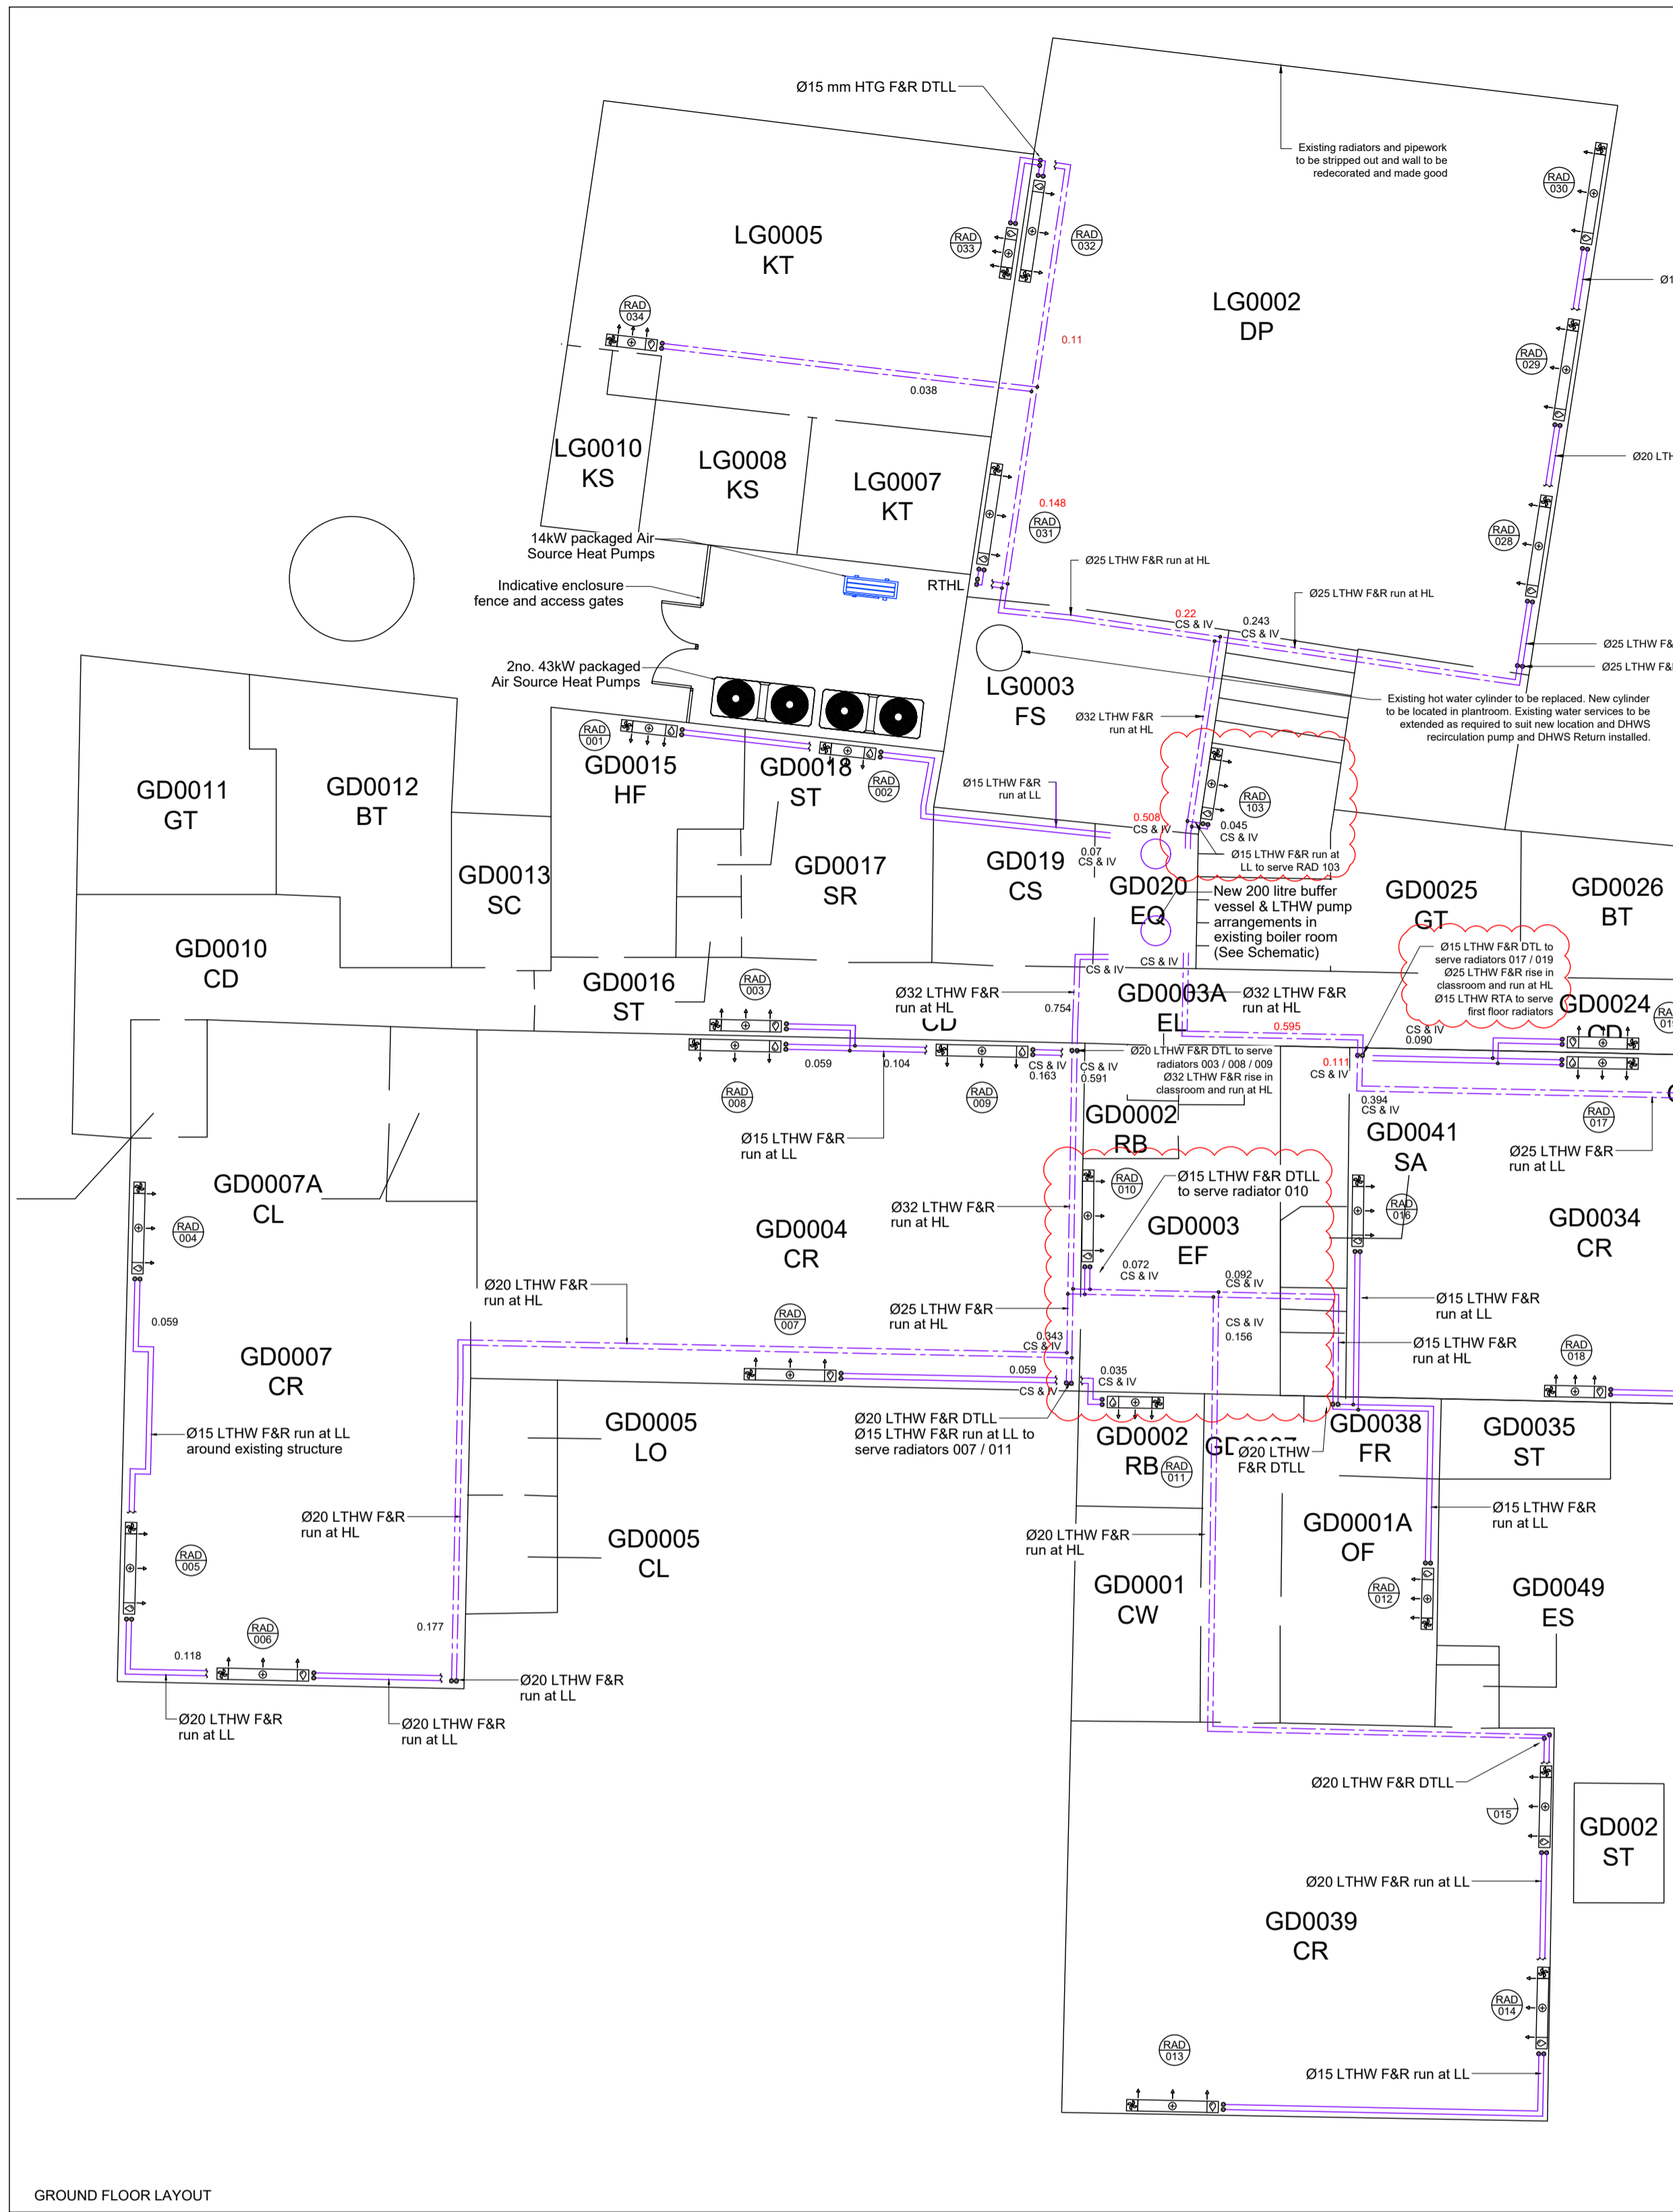 Ø15 mm HTG F&R DTLL
Existing radiators and pipework
to be stripped out and wall to be
redecorated and made good
RAD
030
LG0005
KT
RAD
033
RAD
032
LG0002
DP
RAD
034
0.11
RAD
029
0.038
LG0010
KS
LG0008
KS
LG0007
KT
0.148
RAD
031
Ø20 LTH
RAD
028
14kW packaged Air
Source Heat Pumps
Indicative enclosure
fence and access gates
RTHL
Ø25 LTHW F&R run at HL
Ø25 LTHW F&R run at HL
0.22
CS & IV
0.243
CS & IV
Ø25 LTHW F&
Ø25 LTHW F&
2no. 43kW packaged
Air Source Heat Pumps
LG0003
FS
Existing hot water cylinder to be replaced. New cylinder
to be located in plantroom. Existing water services to be
extended as required to suit new location and DHWS
recirculation pump and DHWS Return installed.
Ø32 LTHW F&R
run at HL
RAD
001
GD0015
HF
GD0018
ST
RAD
002
Ø15 LTHW F&R
run at LL
RAD
103
GD0011
GT
GD0012
BT
0.508
CS & IV
0.045
CS & IV
0.07
CS & IV
Ø15 LTHW F&R run at
LL to serve RAD 103
GD0013
SC
GD0017
SR
GD019
CS
GD020
EQ
New 200 litre buffer
vessel & LTHW pump
arrangements in
existing boiler room
(See Schematic)
GD0025
GT
GD0026
BT
GD0010
CD
GD0016
ST
RAD
003
CS & IV
CS & IV
Ø15 LTHW F&R DTL to
serve radiators 017 / 019
Ø25 LTHW F&R rise in
classroom and run at HL
Ø15 LTHW RTA to serve
first floor radiators
Ø32 LTHW F&R
run at HL
CD
0.754
GD0003A
EL
Ø32 LTHW F&R
run at HL
0.595
GD0024
CD
CS & IV
0.090
0.059
0.104
CS & IV
0.163
CS & IV
0.591
Ø20 LTHW F&R DTL to serve
radiators 003 / 008 / 009
Ø32 LTHW F&R rise in
classroom and run at HL
0.111
CS & IV
RAD
008
RAD
009
0.394
CS & IV
RAD
017
GD0002
RB
GD0041
SA
Ø15 LTHW F&R
run at LL
Ø25 LTHW F&R
run at LL
GD0007A
CL
RAD
004
RAD
010
Ø15 LTHW F&R DTLL
to serve radiator 010
Ø32 LTHW F&R
run at HL
GD0004
CR
GD0003
EF
RAD
016
GD0034
CR
0.072
CS & IV
0.092
CS & IV
Ø20 LTHW F&R
run at HL
Ø25 LTHW F&R
run at HL
RAD
007
0.059
Ø15 LTHW F&R
run at LL
Ø15 LTHW F&R
run at HL
0.343
CS & IV
CS & IV
0.156
GD0007
CR
RAD
018
0.059
CS & IV
0.035
CS & IV
GD0005
LO
Ø20 LTHW F&R DTLL
Ø15 LTHW F&R run at LL to
serve radiators 007 / 011
GD0002
RB
RAD
011
Ø20 LTHW
F&R DTLL
GD0038
FR
GD0035
ST
Ø15 LTHW F&R run at LL
around existing structure
Ø20 LTHW F&R
run at HL
Ø20 LTHW F&R
run at HL
Ø15 LTHW F&R
run at LL
GD0001A
OF
RAD
005
GD0005
CL
GD0001
CW
RAD
012
GD0049
ES
RAD
006
0.177
0.118
Ø20 LTHW F&R
run at LL
Ø20 LTHW F&R
run at LL
Ø20 LTHW F&R
run at LL
Ø20 LTHW F&R DTLL
015
GD002
ST
Ø20 LTHW F&R run at LL
GD0039
CR
RAD
014
RAD
013
Ø15 LTHW F&R run at LL
GROUND FLOOR LAYOUT